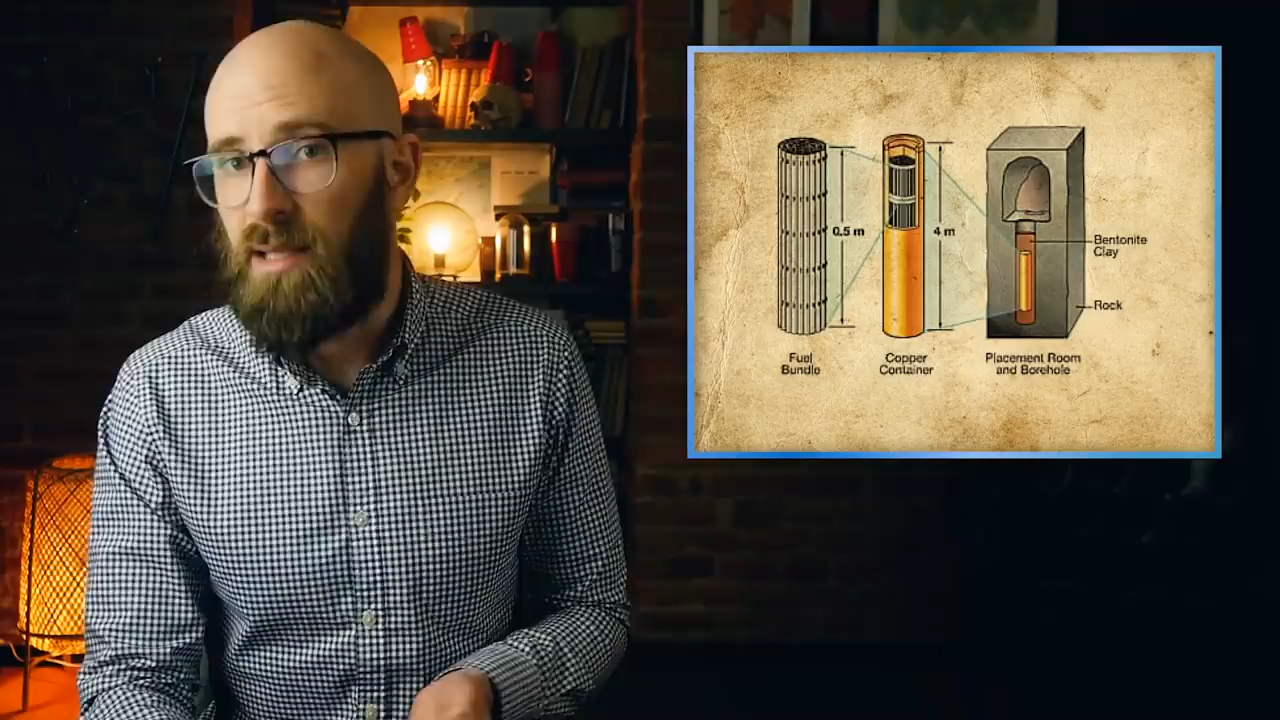 0.5 m
4 m
Bentonite
Clay
Rock
Fuel
Bundle
Copper
Container
Placement Room
and Borehole